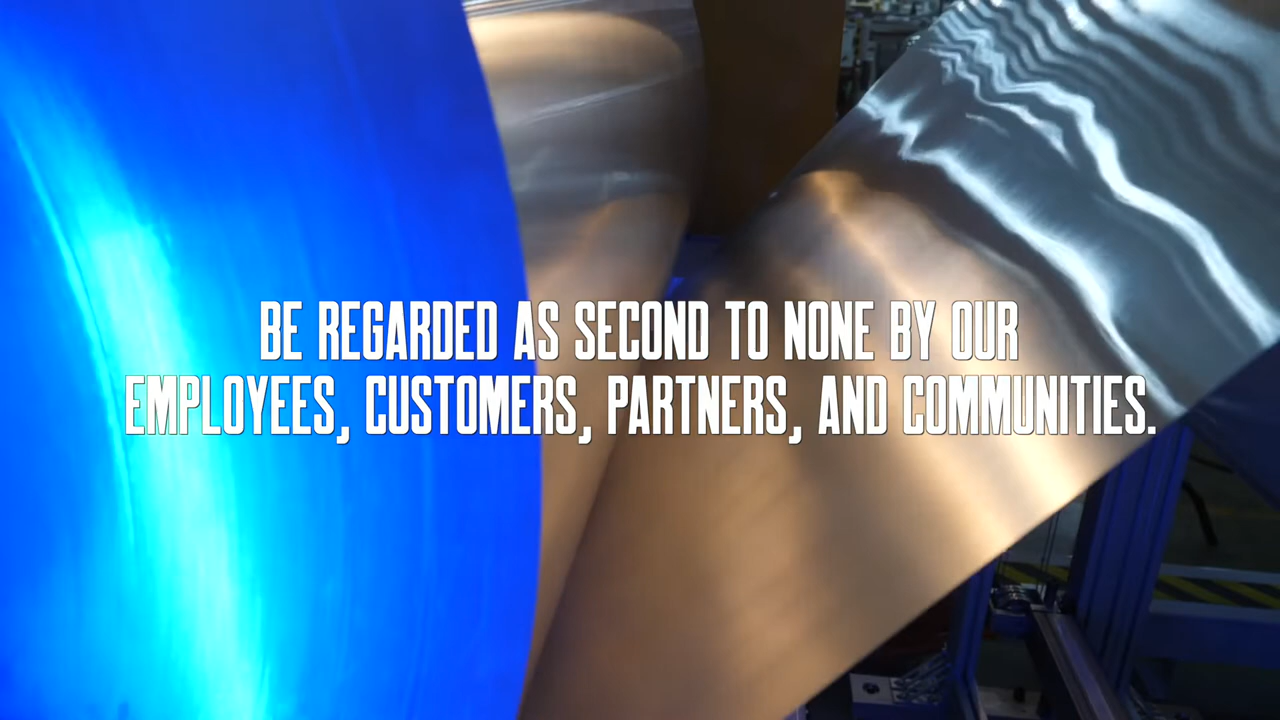 BE REGARDED AS SECOND TO NONE BY OUR
EMPLOYEES, CUSTOMERS, PARTNERS, AND COMMUNITIES.